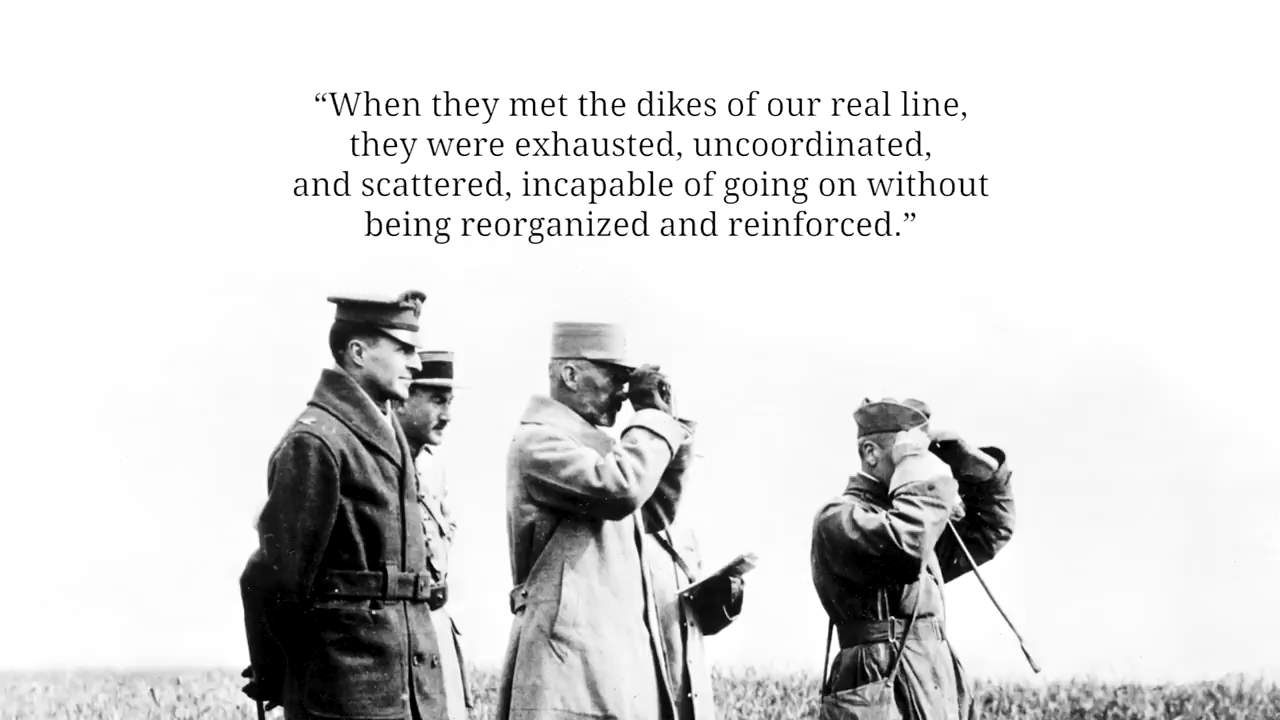 “When they met the dikes of our real line,
they were exhausted, uncoordinated,
and scattered, incapable of going on without
being reorganized and reinforced.”